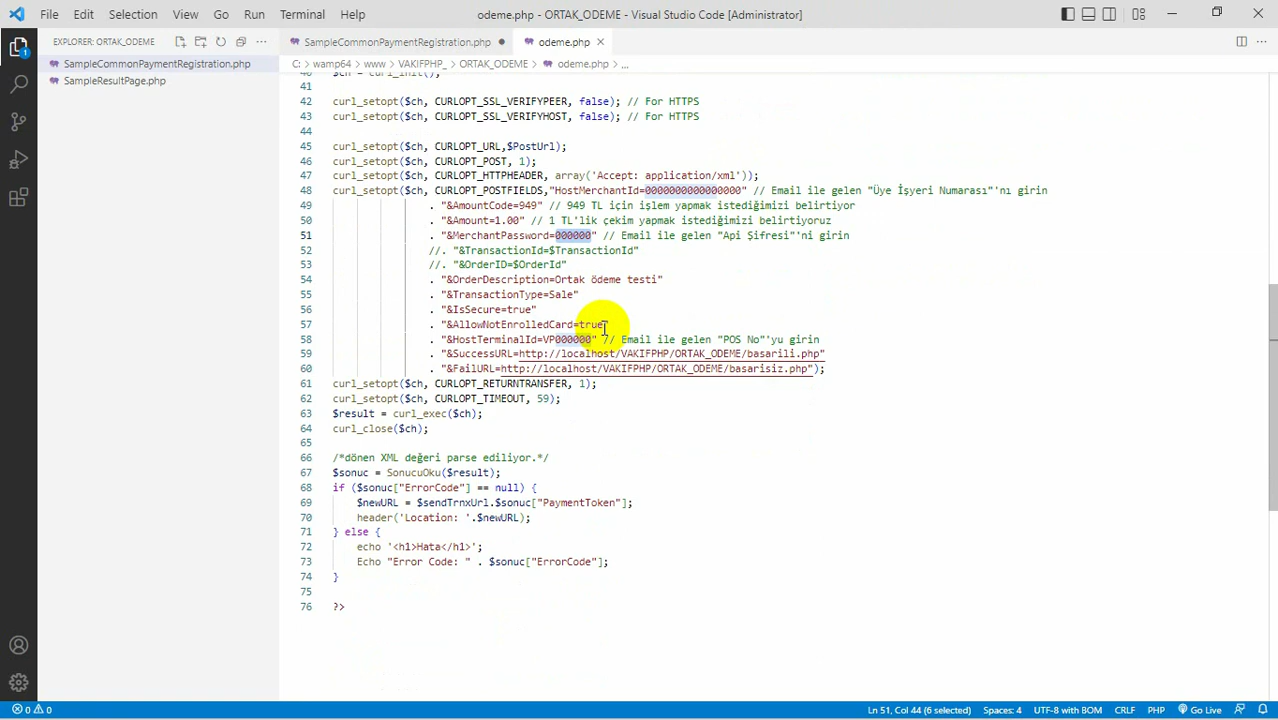 File Edit Selection View Go Run Terminal Help
odeme.php - ORTAK_ODEME - Visual Studio Code [Administrator]
EXPLORER: ORTAK_ODEME
SampleCommonPaymentRegistration.php
odeme.php
1
SampleCommonPaymentRegistration.php
SampleResultPage.php
C: > wamp64 > www > VAKIFPHP_ > ORTAK_ODEME > odeme.php > ...
40 $ch = curl_init();
41
42 curl_setopt($ch, CURLOPT_SSL_VERIFYPEER, false); // For HTTPS
43 curl_setopt($ch, CURLOPT_SSL_VERIFYHOST, false); // For HTTPS
44
45 curl_setopt($ch, CURLOPT_URL,$PostUrl);
46 curl_setopt($ch, CURLOPT_POST, 1);
47 curl_setopt($ch, CURLOPT_HTTPHEADER, array('Accept: application/xml'));
48 curl_setopt($ch, CURLOPT_POSTFIELDS,"HostMerchantId=0000000000000000" // Email ile gelen "Üye İşyeri Numarası"'nı girin
49 . "&AmountCode=949" // 949 TL için işlem yapmak istediğimizi belirtiyor
50 . "&Amount=1.00" // 1 TL'lik çekim yapmak istediğimizi belirtiyoruz
51 . "&MerchantPassword=000000" // Email ile gelen "Api Şifresi"'ni girin
52 //. "&TransactionId=$TransactionId"
53 //. "&OrderID=$OrderId"
54 . "&OrderDescription=Ortak ödeme testi"
55 . "&TransactionType=Sale"
56 . "&IsSecure=true"
57 . "&AllowNotEnrolledCard=true"
58 . "&HostTerminalId=VP000000" // Email ile gelen "POS No"'yu girin
59 . "&SuccessURL=http://localhost/VAKIFPHP/ORTAK_ODEME/basarili.php"
60 . "&FailURL=http://localhost/VAKIFPHP/ORTAK_ODEME/basarisiz.php");
61 curl_setopt($ch, CURLOPT_RETURNTRANSFER, 1);
62 curl_setopt($ch, CURLOPT_TIMEOUT, 59);
63 $result = curl_exec($ch);
64 curl_close($ch);
65
66 /*dönen XML değeri parse ediliyor.*/
67 $sonuc = SonucuOku($result);
68 if ($sonuc["ErrorCode"] == null) {
69 $newURL = $sendTrnxUrl.$sonuc["PaymentToken"];
70 header('Location: '.$newURL);
71 } else {
72 echo '<h1>Hata</h1>';
73 Echo "Error Code: " . $sonuc["ErrorCode"];
74 }
75
76 ?>
0 0
Ln 51, Col 44 (6 selected) Spaces: 4 UTF-8 with BOM CRLF PHP Go Live